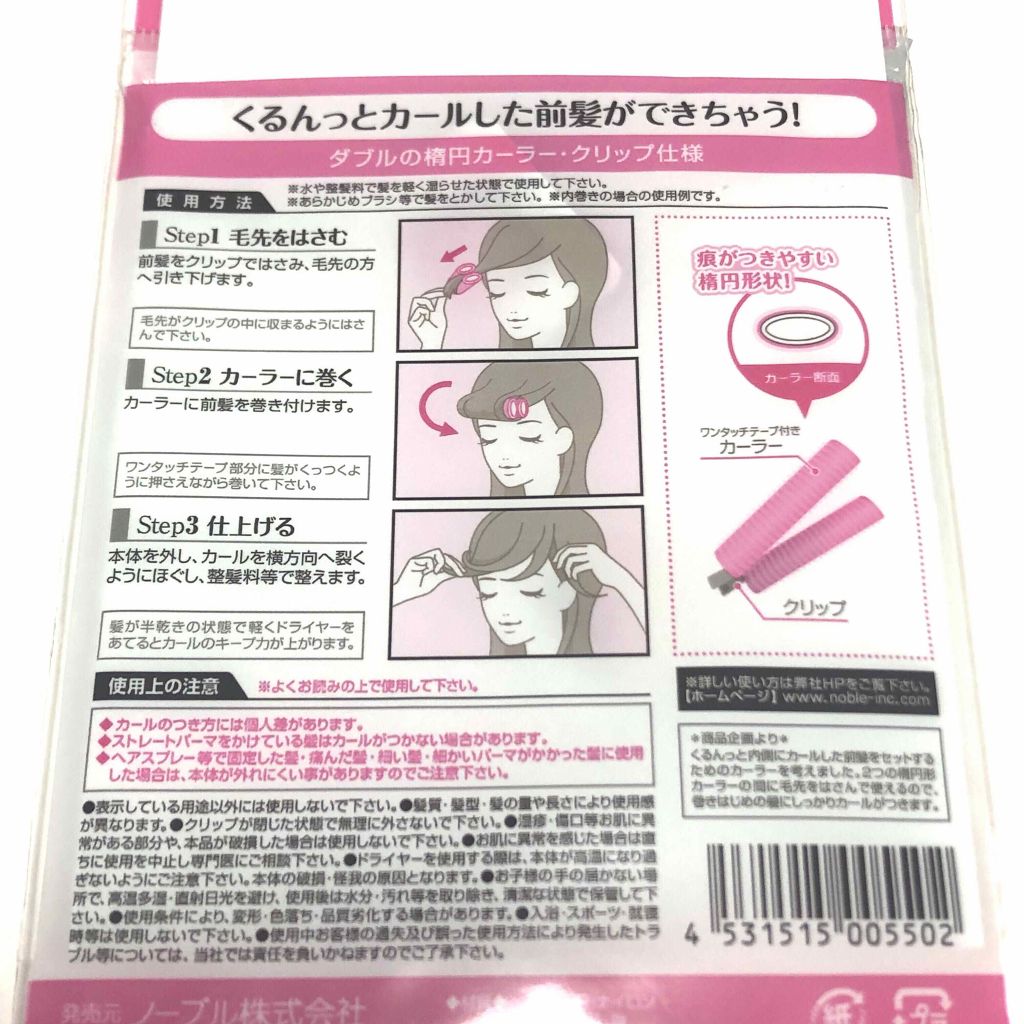 くるんっとカールした前髪ができちゃう!
ダブルの楕円カーラー・クリップ仕様
使用方法
※水や整髪料で髪を軽く湿らせた状態で使用して下さい。
※あらかじめブラシ等で髪をとかして下さい。※内巻きの場合の使用例です。
Step1 毛先をはさむ
前髪をクリップではさみ、毛先の方
へ引き下げます。
毛先がクリップの中に収まるようにはさ
んで下さい。
Step2 カーラーに巻く
カーラーに前髪を巻き付けます。
ワンタッチテープ部分に髪がくっつくよ
うに押さえながら巻いて下さい。
Step3 仕上げる
本体を外し、カールを横方向へ裂く
ようにほぐし、整髪料等で整えます。
髪が半乾きの状態で軽くドライヤーを
あてるとカールのキープ力が上がります。
痕がつきやすい
楕円形状!
カーラー断面
ワンタッチテープ付き
カーラー
クリップ
使用上の注意
※よくお読みの上で使用して下さい。
◆カールのつき方には個人差があります。
◆ストレートパーマをかけている髪はカールがつかない場合があります。
◆ヘアスプレー等で固定した髪・痛んだ髪・細い髪・細かいパーマがかかった髪に使用
した場合は、本体が外れにくい事がありますのでご注意下さい。
●表示している用途以外には使用しないで下さい。●髪質・髪型・髪の量や長さにより使用感
が異なります。●クリップが閉じた状態で無理に外さないで下さい。●湿疹・傷口等お肌に異
常がある部分や、本品が破損した場合は使用しないで下さい。●お肌に異常を感じた場合は直
ちに使用を中止し専門医にご相談下さい。●ドライヤーを使用する際は、本体が高温になり過
ぎないようにご注意下さい。本体の破損・怪我の原因となります。●お子様の手の届かない場
所で、高温多湿・直射日光を避け、使用後は水分・汚れ等を取り除き、清潔な状態で保管して下
さい。●使用条件により、変形・色落ち・品質劣化する場合があります。●入浴・スポーツ・就寝
時等は使用しないで下さい。●使用中お客様の過失及び誤った使用方法により発生したトラ
ブル等については、当社では責任を負いかねますのでご了承下さい。
※詳しい使い方は弊社HPをご覧下さい。
【ホームページ】www.noble-inc.com
*商品企画より*
くるんっと内側にカールした前髪をセットする
ためのカーラーを考えました。2つの楕円形
カーラーの間に毛先をはさんで使えるので、
巻きはじめの髪にしっかりカールがつきます。
4 531515 005502
発売元 ノーブル株式会社
紙